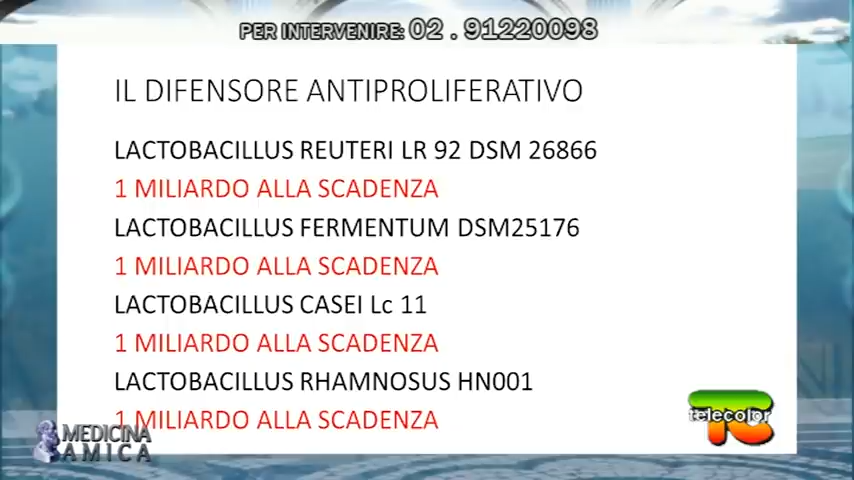 PER INTERVENIRE: 02 . 91220098
IL DIFENSORE ANTIPROLIFERATIVO
LACTOBACILLUS REUTERI LR 92 DSM 26866
1 MILIARDO ALLA SCADENZA
LACTOBACILLUS FERMENTUM DSM25176
1 MILIARDO ALLA SCADENZA
LACTOBACILLUS CASEI Lc 11
1 MILIARDO ALLA SCADENZA
LACTOBACILLUS RHAMNOSUS HN001
1 MILIARDO ALLA SCADENZA
MEDICINA
AMICA
telecolor
TC